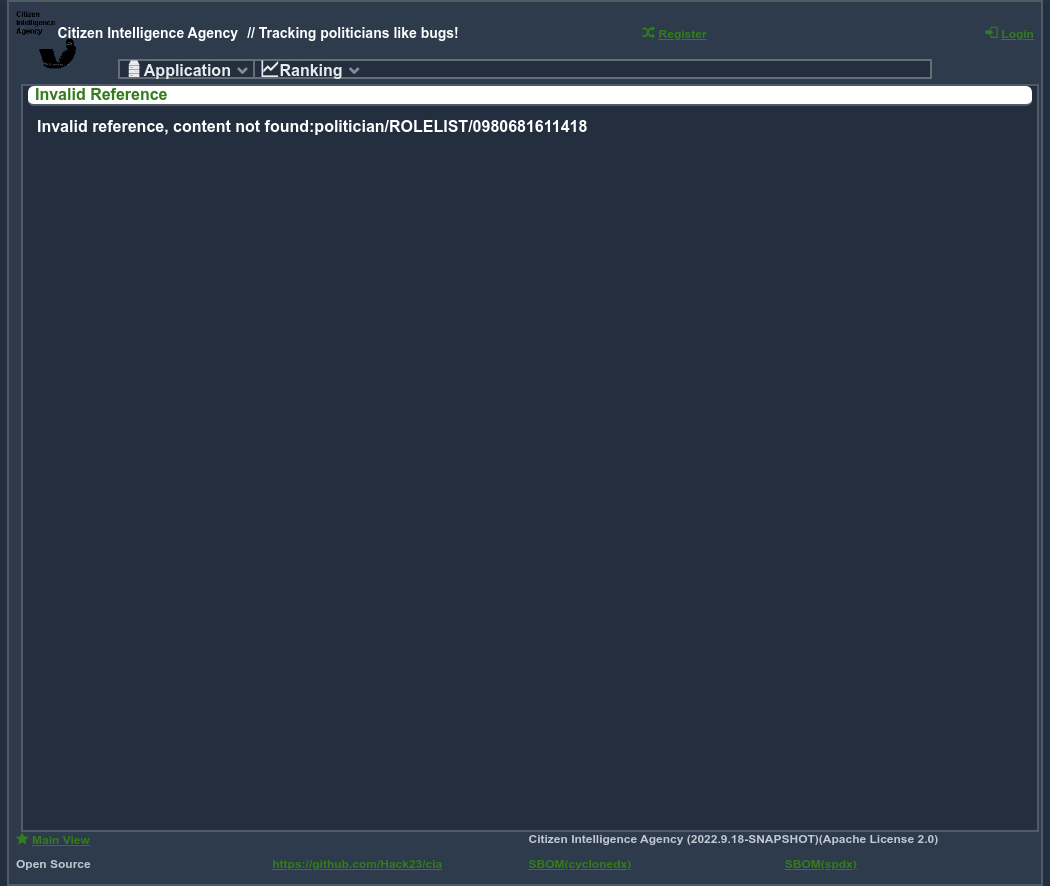 Citizen
Intelligence
Agency
Citizen Intelligence Agency // Tracking politicians like bugs!
Register
Login
Application
Ranking
Invalid Reference
Invalid reference, content not found:politician/ROLELIST/0980681611418
Main View
Citizen Intelligence Agency (2022.9.18-SNAPSHOT)(Apache License 2.0)
Open Source
https://github.com/Hack23/cia
SBOM(cyclonedx)
SBOM(spdx)